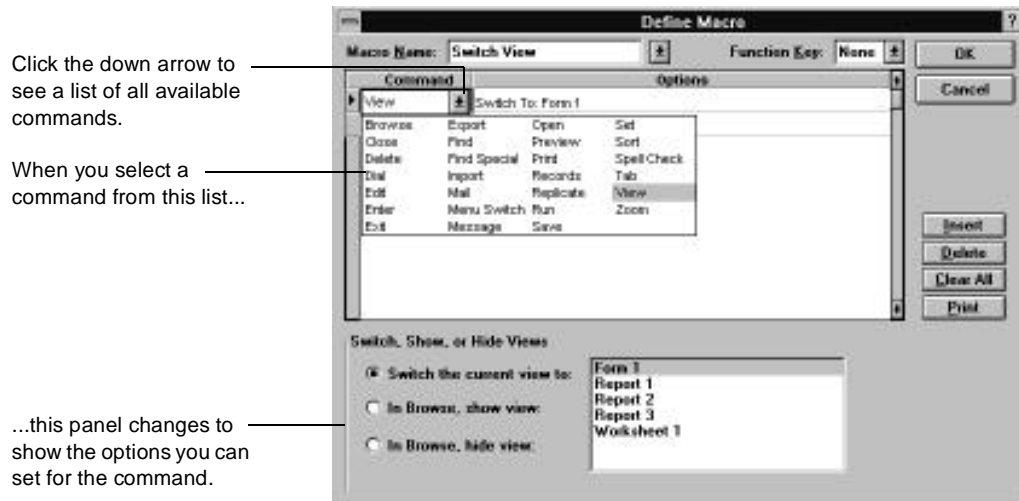 Define Macro
?
Macro Name: Switch View
Function Key: None
OK
Cancel
Click the down arrow to
see a list of all available
commands.
Command Options
View Switch To: Form 1
Browse Export Open Set
Close Find Preview Sort
Delete Find Special Print Spell Check
Dial Import Records Tab
Edit Mail Replicate View
Enter Menu Switch Run Zoom
Exit Message Save
When you select a
command from this list...
Insert
Delete
Clear All
Print
Switch, Show, or Hide Views
Switch the current view to:
In Browse, show view:
In Browse, hide view:
Form 1
Report 1
Report 2
Report 3
Worksheet 1
...this panel changes to
show the options you can
set for the command.